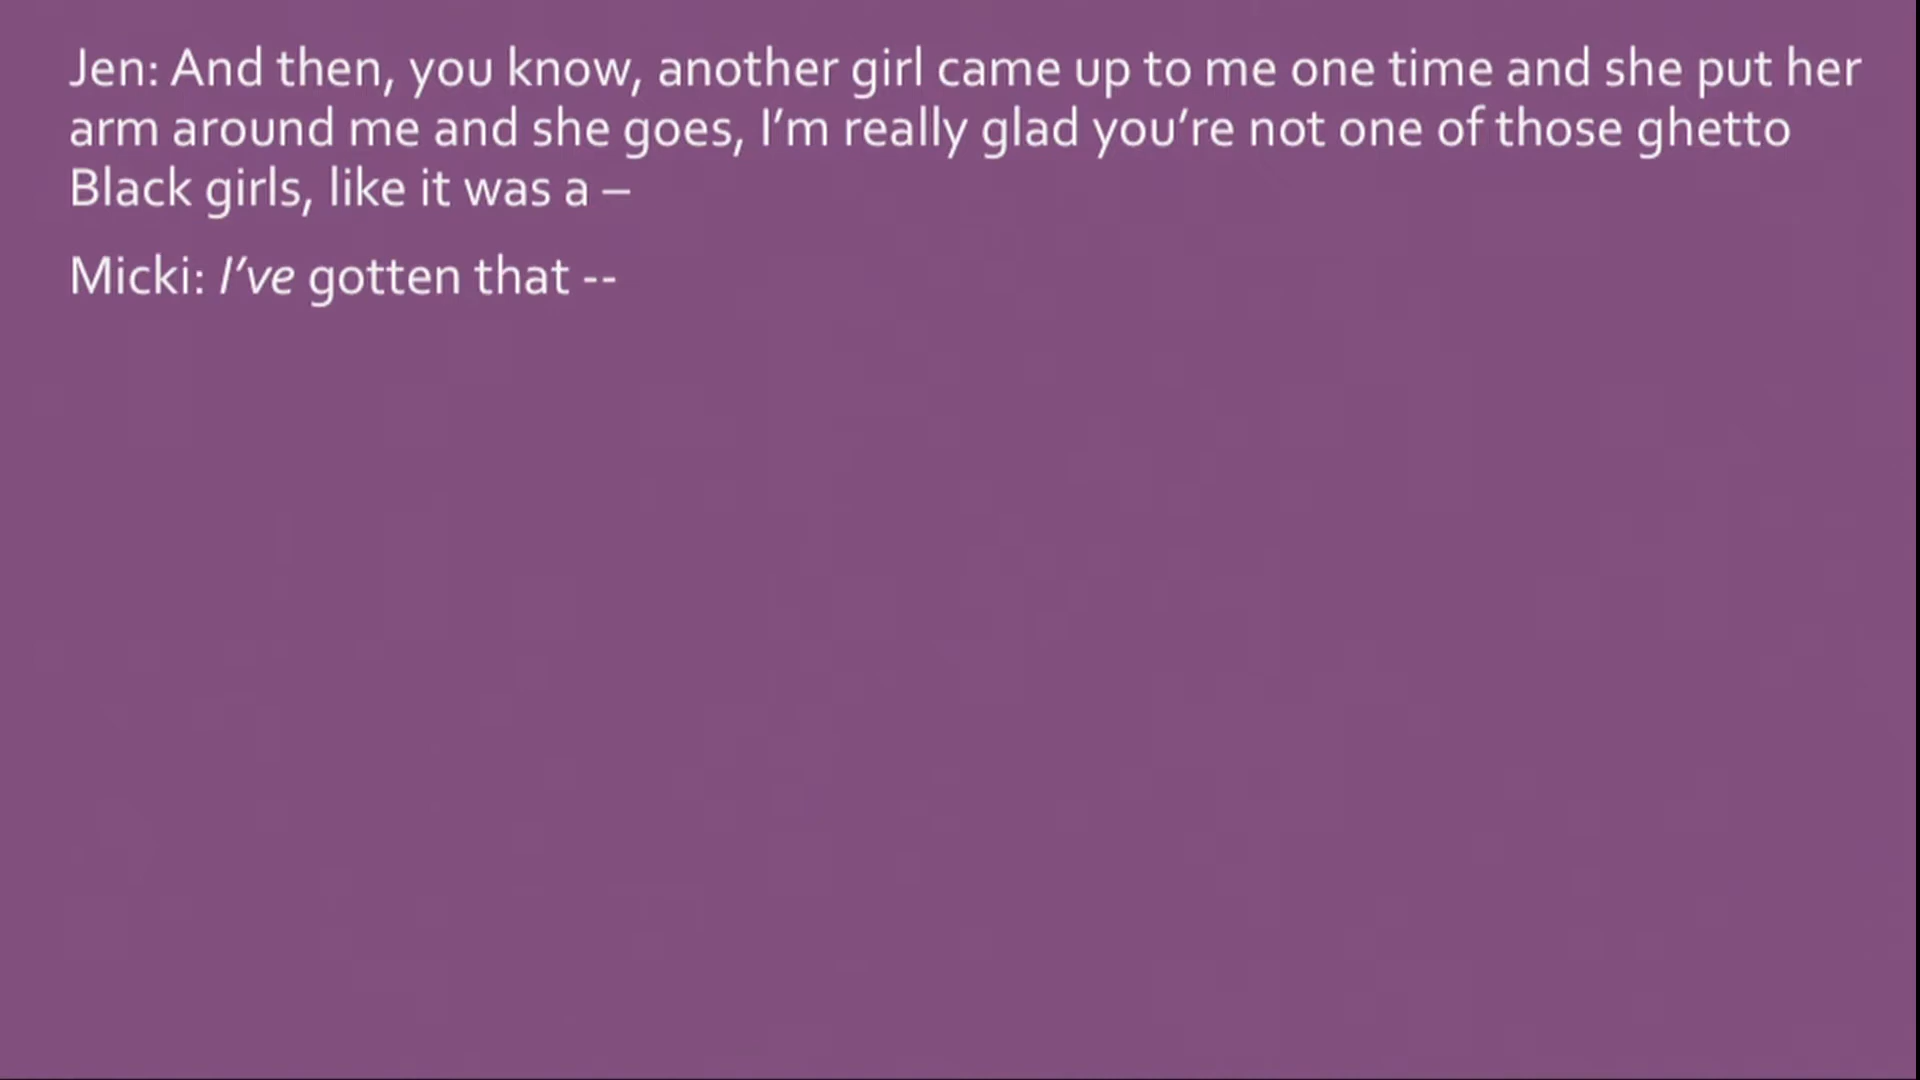 Jen: And then, you know, another girl came up to me one time and she put her
arm around me and she goes, I’m really glad you’re not one of those ghetto
Black girls, like it was a –
Micki: I’ve gotten that --